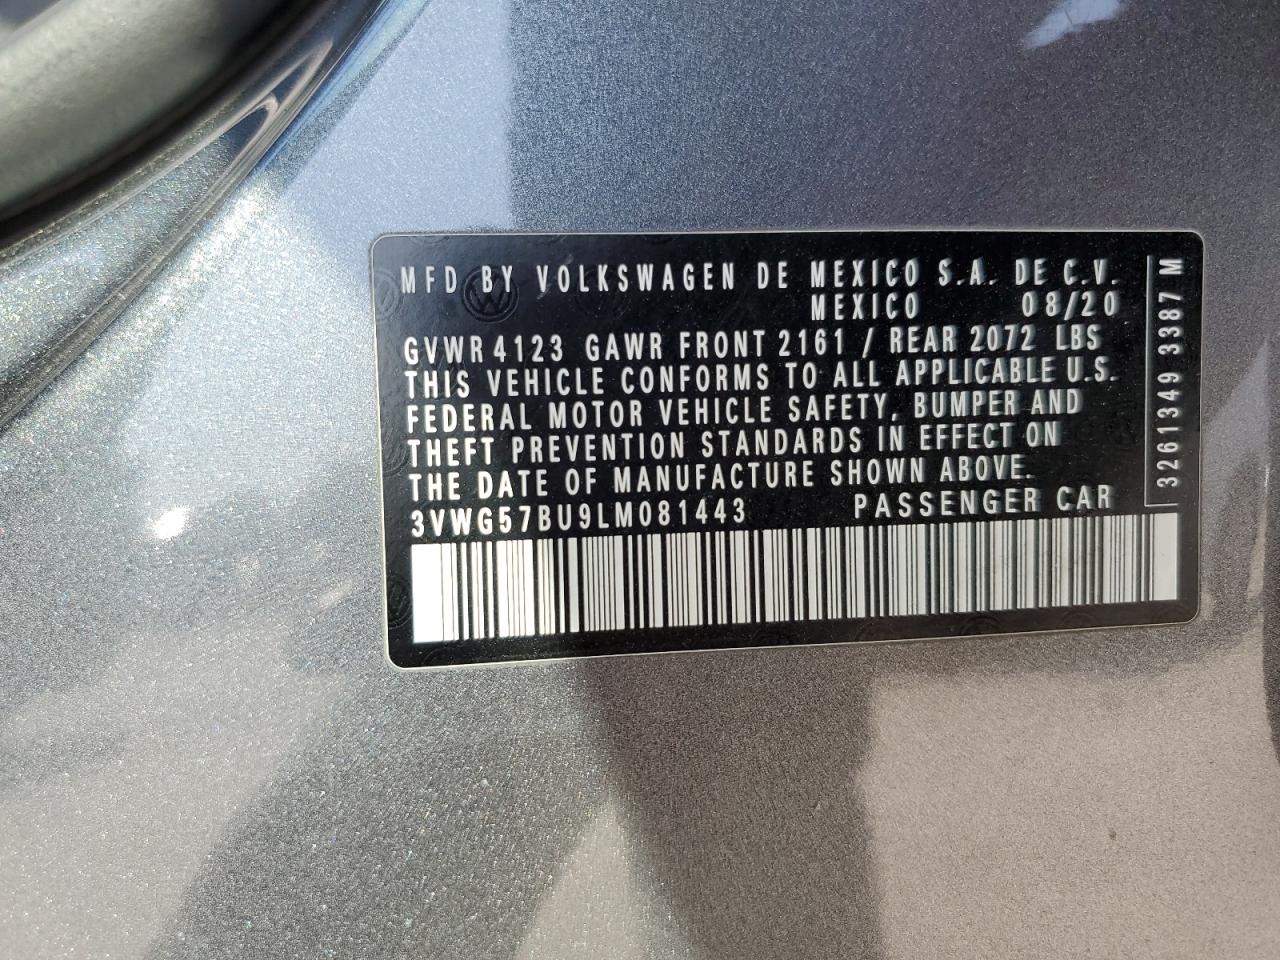 MFD BY VOLKSWAGEN DE MEXICO S.A. DE C.V.
MEXICO 08/20
GVWR 4123 GAWR FRONT 2161 / REAR 2072 LBS
THIS VEHICLE CONFORMS TO ALL APPLICABLE U.S.
FEDERAL MOTOR VEHICLE SAFETY, BUMPER AND
THEFT PREVENTION STANDARDS IN EFFECT ON
THE DATE OF MANUFACTURE SHOWN ABOVE.
3VWG57BU9LM081443 PASSENGER CAR
3261349 3387 M